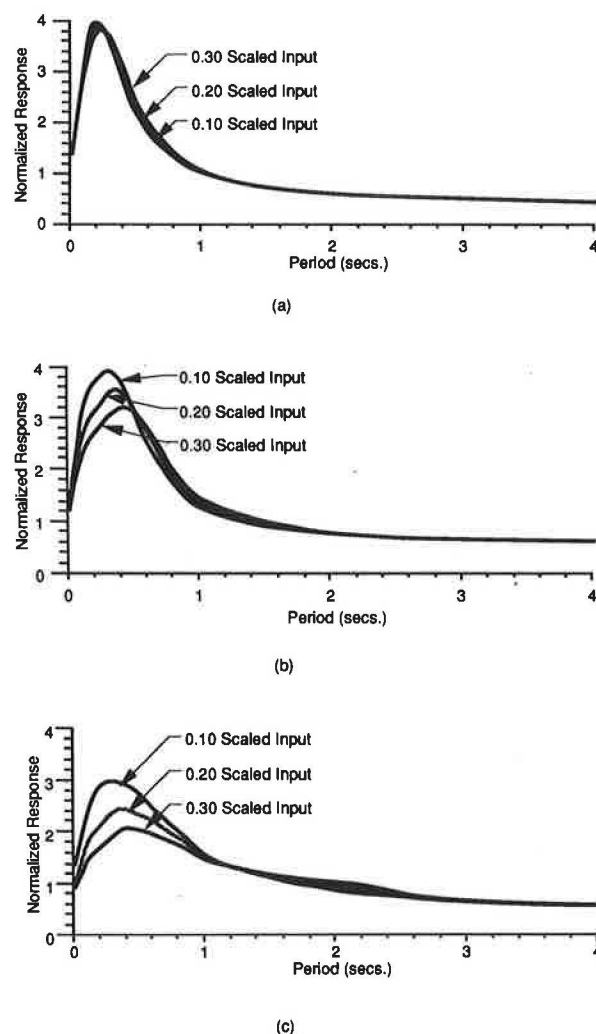 Normalized Response
4
3
2
1
0
0.30 Scaled Input
0.20 Scaled Input
0.10 Scaled Input
0 1 2 3 4
Period (secs.)
(a)
Normalized Response
4
3
2
1
0
0.10 Scaled Input
0.20 Scaled Input
0.30 Scaled Input
0 1 2 3 4
Period (secs.)
(b)
Normalized Response
4
3
2
1
0
0.10 Scaled Input
0.20 Scaled Input
0.30 Scaled Input
0 1 2 3 4
Period (secs.)
(c)